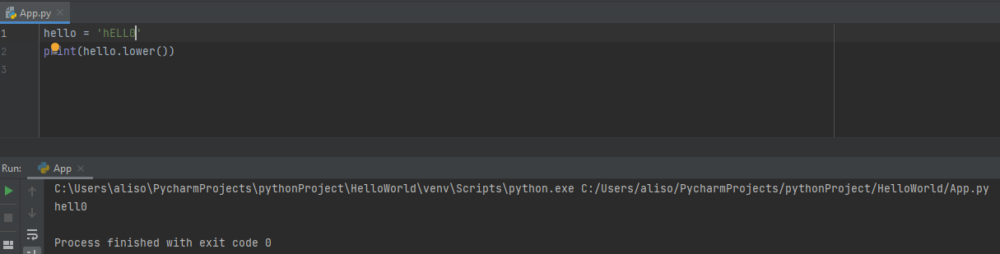 App.py
1 hello = 'hELL0'
2 print(hello.lower())
3
Run: App
C:\Users\aliso\PycharmProjects\pythonProject\HelloWorld\venv\Scripts\python.exe C:/Users/aliso/PycharmProjects/pythonProject/HelloWorld/App.py
hell0
Process finished with exit code 0